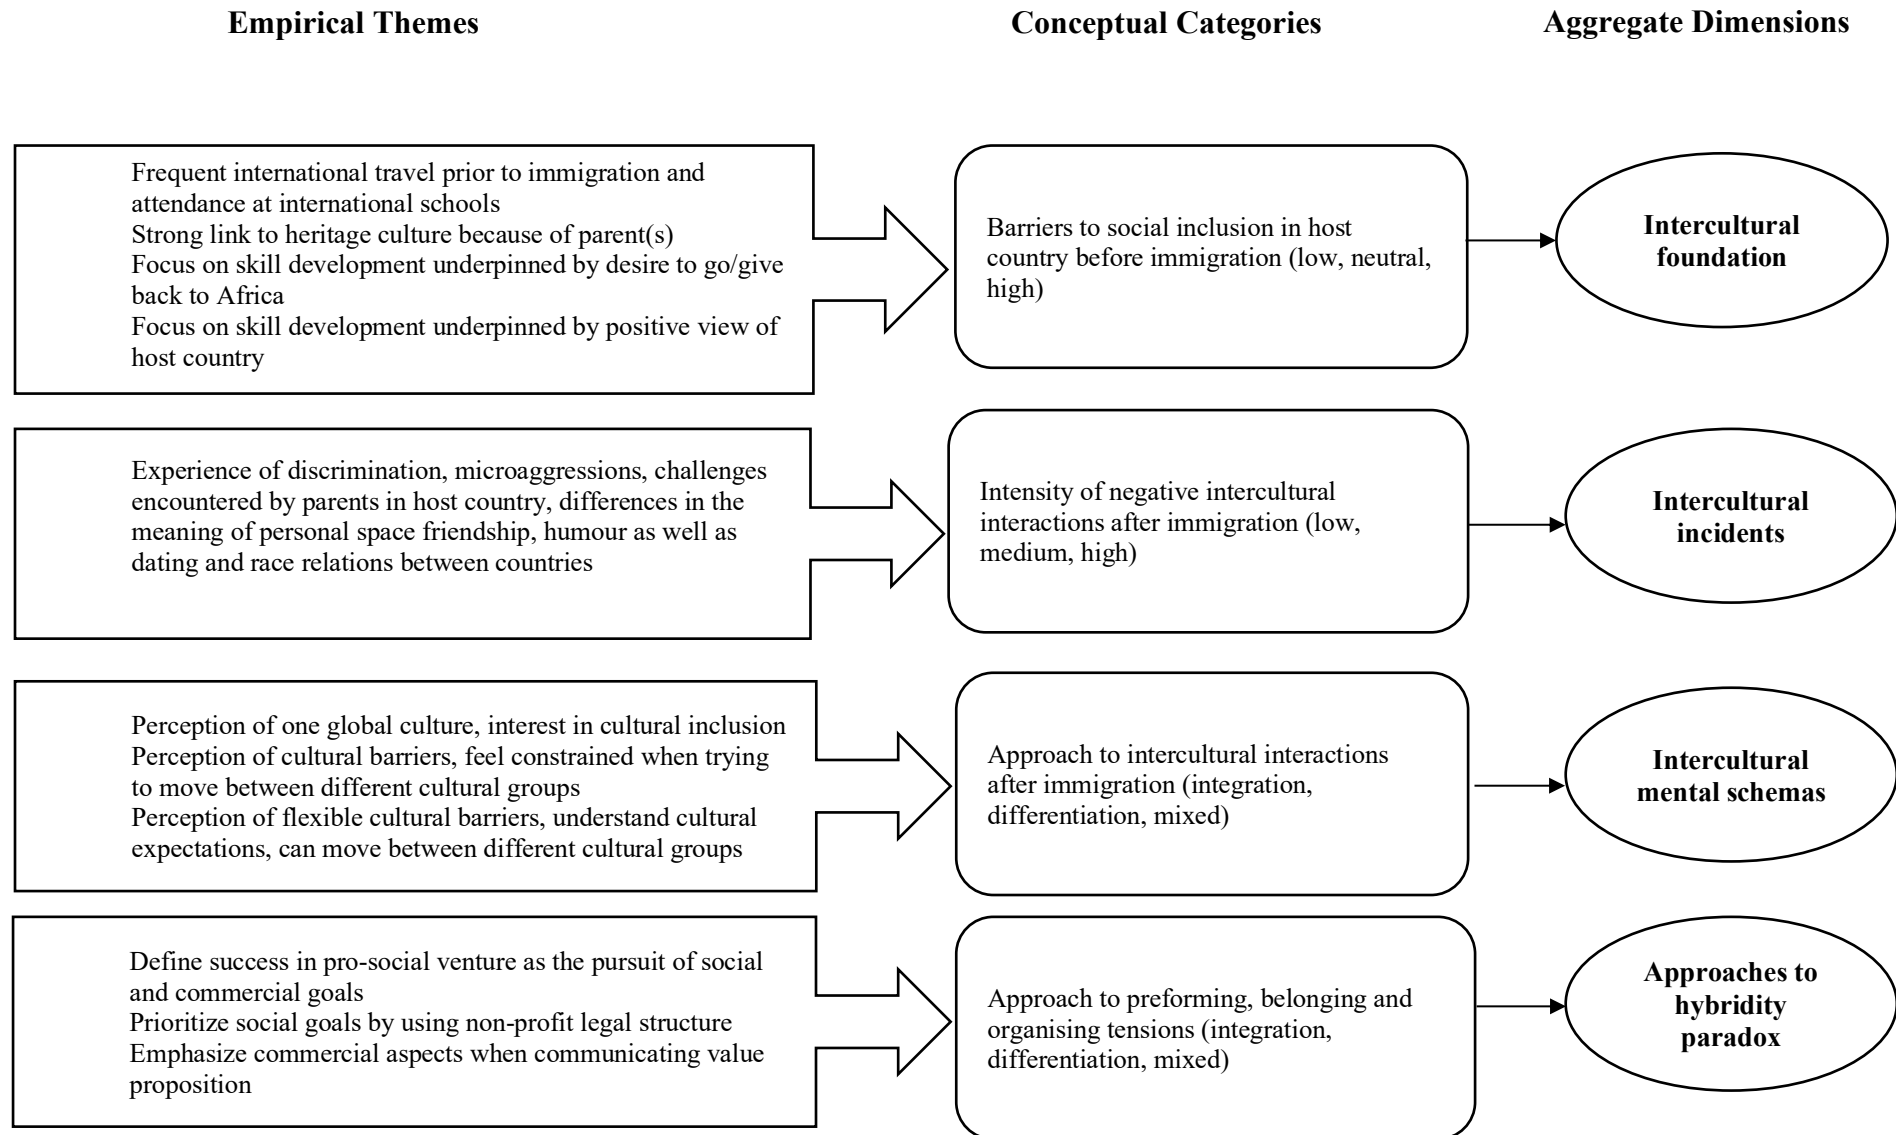 Empirical Themes
Conceptual Categories
Aggregate Dimensions
Frequent international travel prior to immigration and
attendance at international schools
Strong link to heritage culture because of parent(s)
Focus on skill development underpinned by desire to go/give
back to Africa
Focus on skill development underpinned by positive view of
host country
Barriers to social inclusion in host
country before immigration (low, neutral,
high)
Intercultural
foundation
Experience of discrimination, microaggressions, challenges
encountered by parents in host country, differences in the
meaning of personal space friendship, humour as well as
dating and race relations between countries
Intensity of negative intercultural
interactions after immigration (low,
medium, high)
Intercultural
incidents
Perception of one global culture, interest in cultural inclusion
Perception of cultural barriers, feel constrained when trying
to move between different cultural groups
Perception of flexible cultural barriers, understand cultural
expectations, can move between different cultural groups
Approach to intercultural interactions
after immigration (integration,
differentiation, mixed)
Intercultural
mental schemas
Define success in pro-social venture as the pursuit of social
and commercial goals
Prioritize social goals by using non-profit legal structure
Emphasize commercial aspects when communicating value
proposition
Approach to preforming, belonging and
organising tensions (integration,
differentiation, mixed)
Approaches to
hybridity
paradox